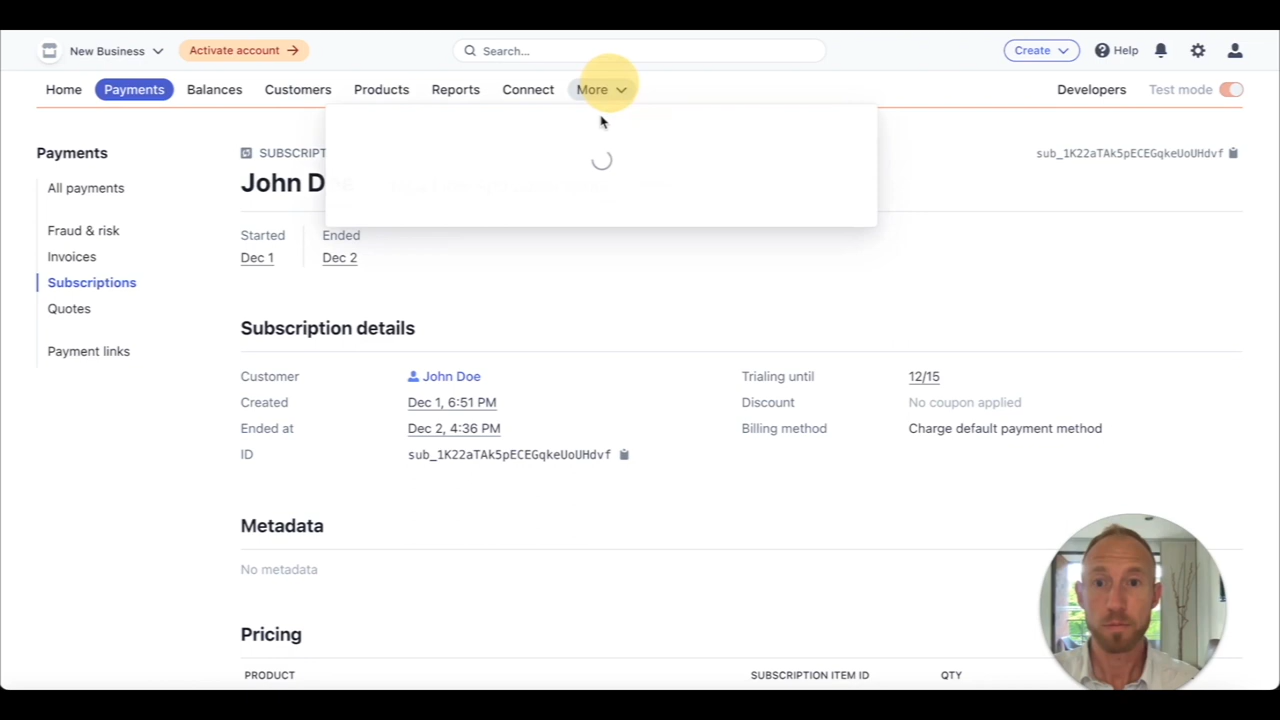 New Business
Activate account →
Search...
Create
Help
Home
Payments
Balances
Customers
Products
Reports
Connect
More
Developers
Test mode
Payments
All payments
Fraud & risk
Invoices
Subscriptions
Quotes
Payment links
SUBSCRIPT
sub_1K22aTAk5pECEGqkeUoUHdvf
John D
Started
Ended
Dec 1
Dec 2
Subscription details
Customer
John Doe
Created
Dec 1, 6:51 PM
Ended at
Dec 2, 4:36 PM
ID
sub_1K22aTAk5pECEGqkeUoUHdvf
Trialing until
12/15
Discount
No coupon applied
Billing method
Charge default payment method
Metadata
No metadata
Pricing
PRODUCT
SUBSCRIPTION ITEM ID
QTY